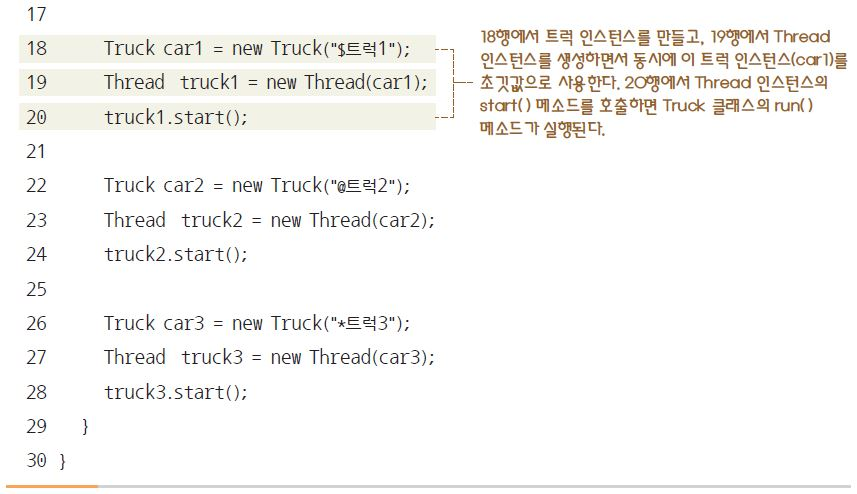 17
18 Truck car1 = new Truck("$트럭1");
19 Thread truck1 = new Thread(car1);
20 truck1.start();
18행에서 트럭 인스턴스를 만들고, 19행에서 Thread
인스턴스를 생성하면서 동시에 이 트럭 인스턴스(car1)를
초깃값으로 사용한다. 20행에서 Thread 인스턴스의
start( ) 메소드를 호출하면 Truck 클래스의 run( )
메소드가 실행된다.
21
22 Truck car2 = new Truck("@트럭2");
23 Thread truck2 = new Thread(car2);
24 truck2.start();
25
26 Truck car3 = new Truck("*트럭3");
27 Thread truck3 = new Thread(car3);
28 truck3.start();
29 }
30 }